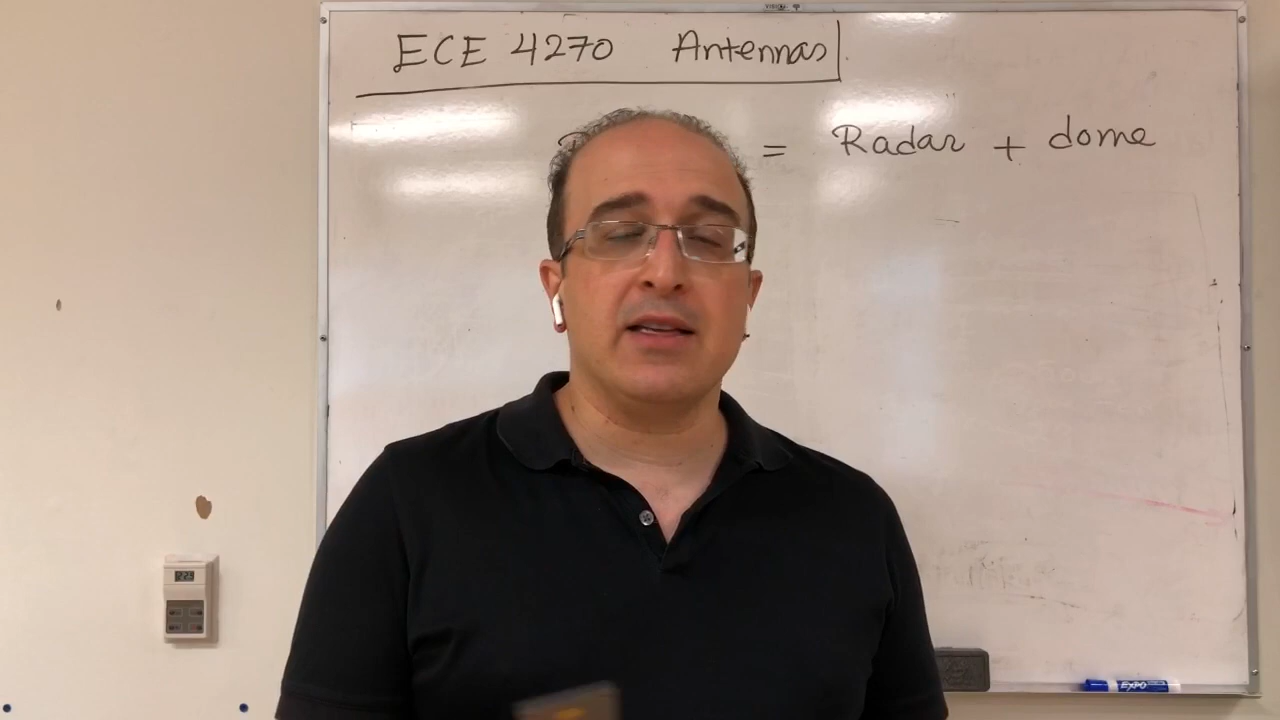 ECE 4270 Antennas
= Radar + dome
EXPO